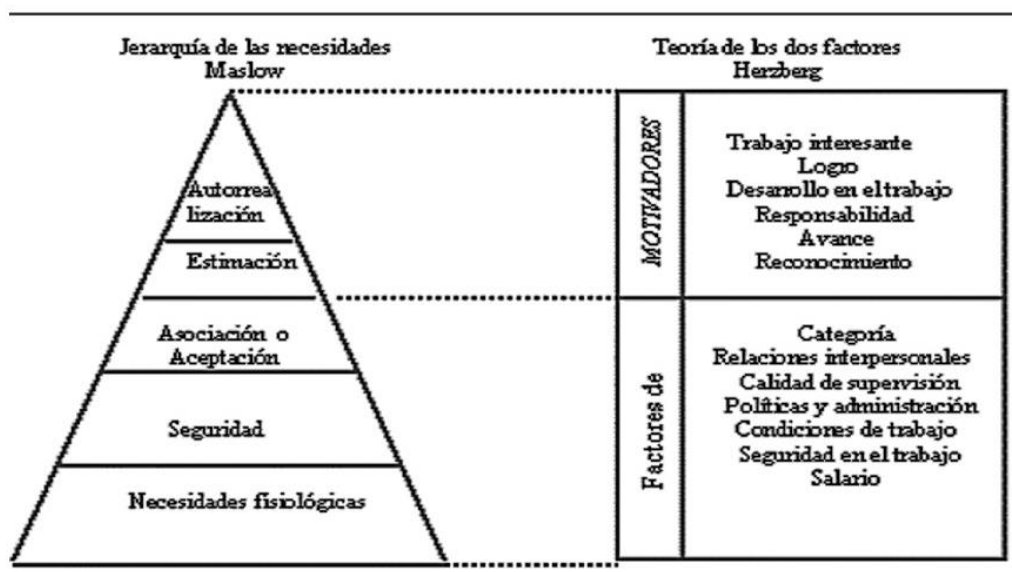 Jerarquía de las necesidades
Maslow
Autorrea
lización
Estimación
Asociación o
Aceptación
Seguridad
Necesidades fisiológicas
Teoría de los dos factores
Herzberg
MOTIVADORES
Trabajo interesante
Logro
Desarrollo en el trabajo
Responsabilidad
Avance
Reconocimiento
Factores de
Categoría
Relaciones interpersonales
Calidad de supervisión
Políticas y administración
Condiciones de trabajo
Seguridad en el trabajo
Salario